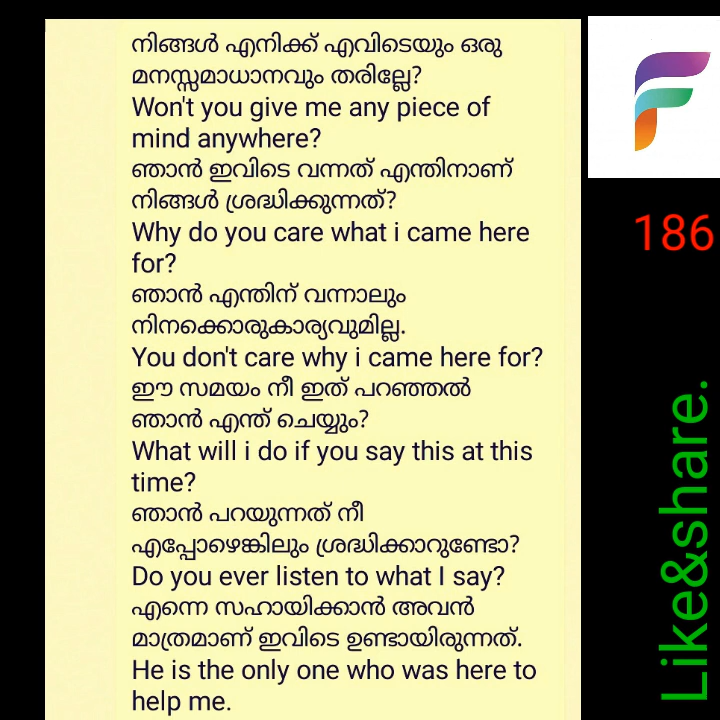 നിങ്ങൾ എനിക്ക് എവിടെയും ഒരു
മനസ്സമാധാനവും തരില്ലേ?
Won't you give me any piece of
mind anywhere?
ഞാൻ ഇവിടെ വന്നത് എന്തിനാണ്
നിങ്ങൾ ശ്രദ്ധിക്കുന്നത്?
Why do you care what i came here
for?
ഞാൻ എന്തിന് വന്നാലും
നിനക്കൊരുകാര്യവുമില്ല.
You don't care why i came here for?
ഈ സമയം നീ ഇത് പറഞ്ഞൽ
ഞാൻ എന്ത് ചെയ്യും?
What will i do if you say this at this
time?
ഞാൻ പറയുന്നത് നീ
എപ്പോഴെങ്കിലും ശ്രദ്ധിക്കാറുണ്ടോ?
Do you ever listen to what I say?
എന്നെ സഹായിക്കാൻ അവൻ
മാത്രമാണ് ഇവിടെ ഉണ്ടായിരുന്നത്.
He is the only one who was here to
help me.
186
Like&share.